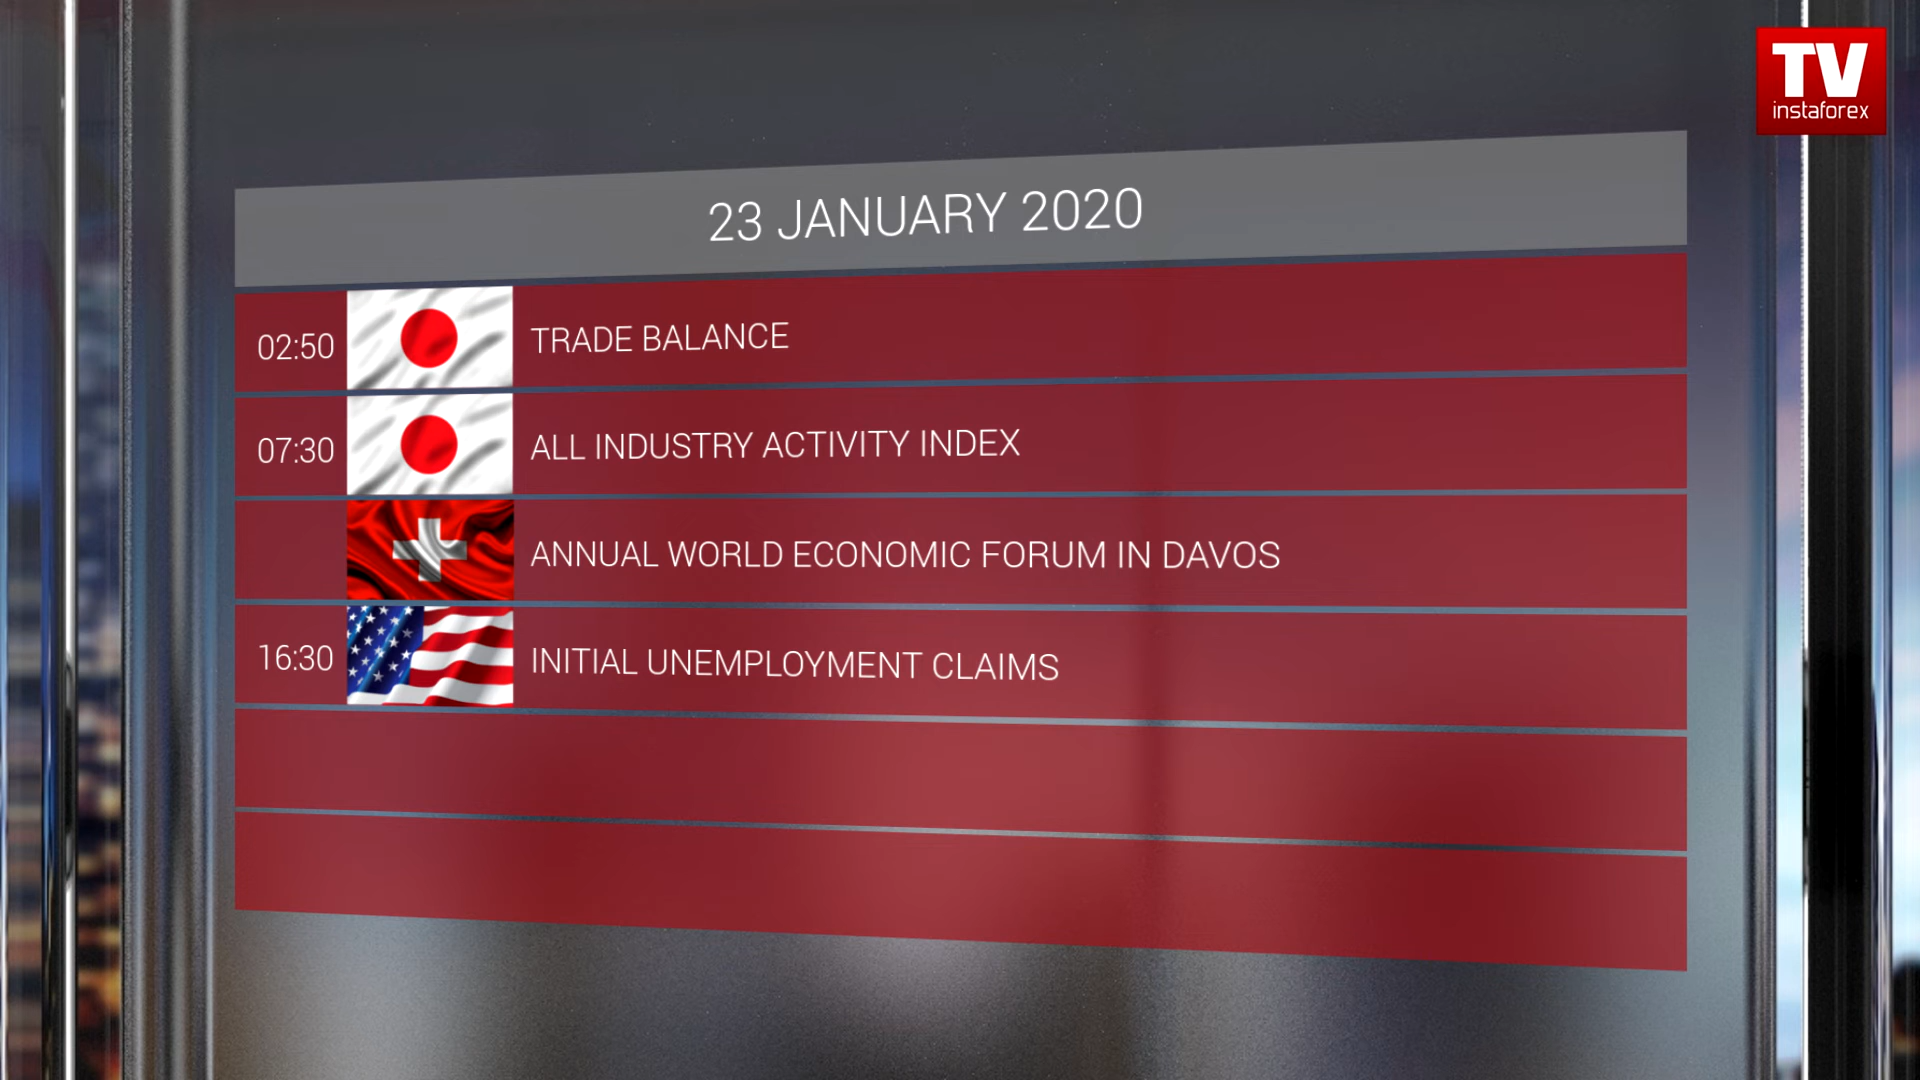 TV
instaforex
23 JANUARY 2020
02:50 TRADE BALANCE
07:30 ALL INDUSTRY ACTIVITY INDEX
ANNUAL WORLD ECONOMIC FORUM IN DAVOS
16:30 INITIAL UNEMPLOYMENT CLAIMS